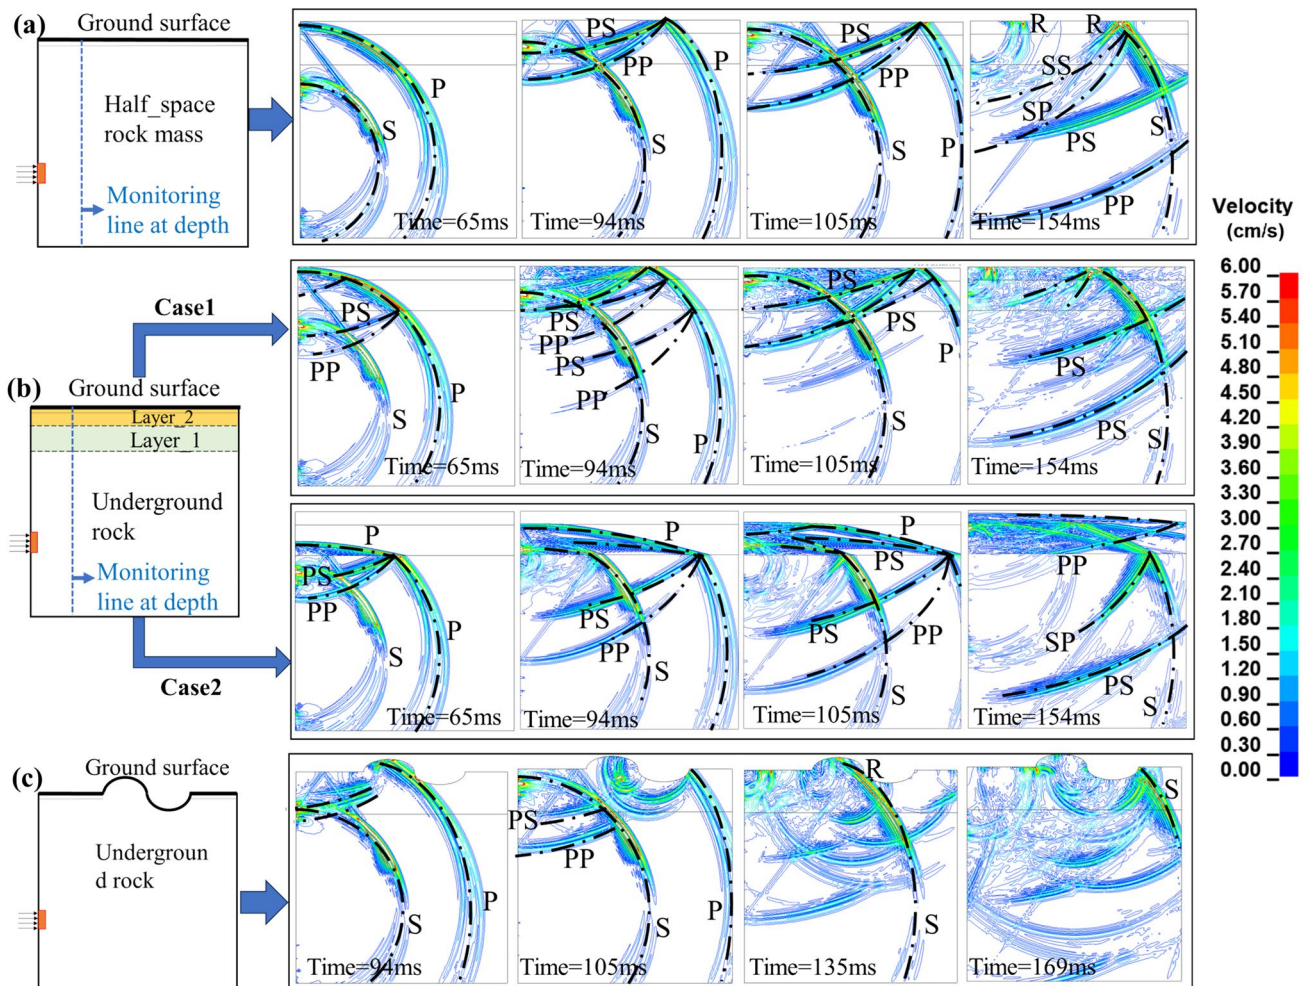 (a)
Ground surface
Half_space
rock mass
Monitoring
line at depth
P
S
Time=65ms
PS
PP
P
S
Time=94ms
PS
PP
S
P
Time=105ms
R
R
SS
SP
PS
S
PP
Time=154ms
Velocity
(cm/s)
6.00
5.70
5.40
5.10
4.80
4.50
4.20
3.90
3.60
3.30
3.00
2.70
2.40
2.10
1.80
1.50
1.20
0.90
0.60
0.30
0.00
(b)
Case1
Ground surface
Layer_2
Layer_1
Underground
rock
Monitoring
line at depth
Case2
PS
PP
P
S
Time=65ms
PS
PP
PS
PP
P
S
Time=94ms
PS
PS
P
S
Time=105ms
PS
PS
S
Time=154ms
P
PS
PP
P
S
Time=65ms
PS
PP
P
S
Time=94ms
P
PS
PS
PP
S
Time=105ms
PP
SP
PS
S
Time=154ms
(c)
Ground surface
Undergroun
d rock
P
S
Time=94ms
PS
PP
P
S
Time=105ms
R
S
Time=135ms
S
Time=169ms